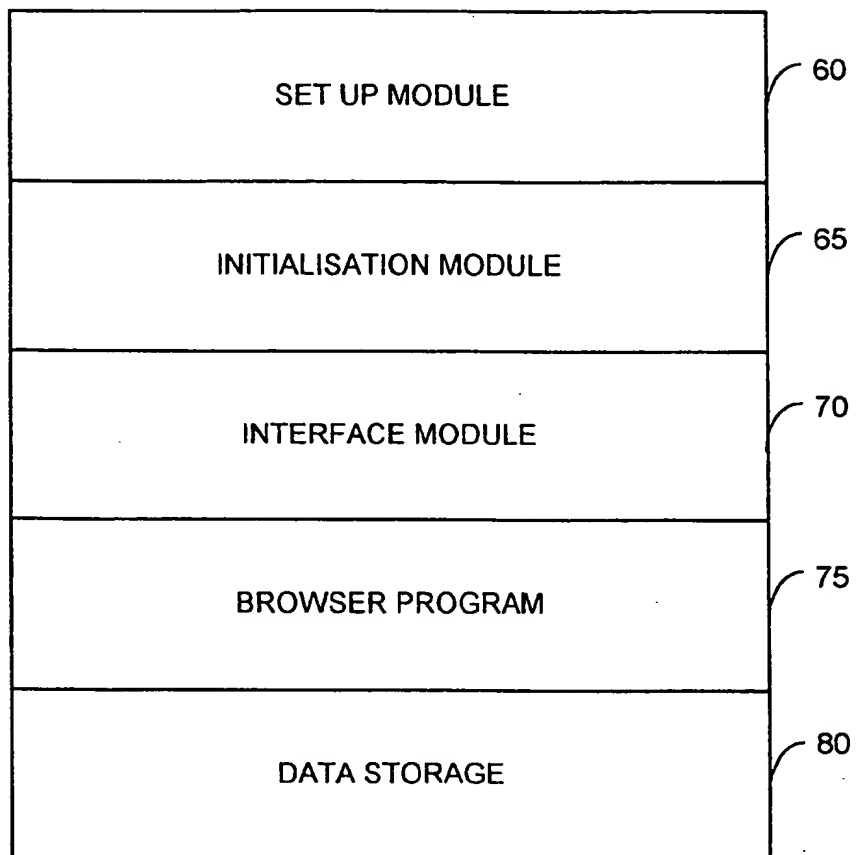 SET UP MODULE
60
INITIALISATION MODULE
65
INTERFACE MODULE
70
BROWSER PROGRAM
75
DATA STORAGE
80